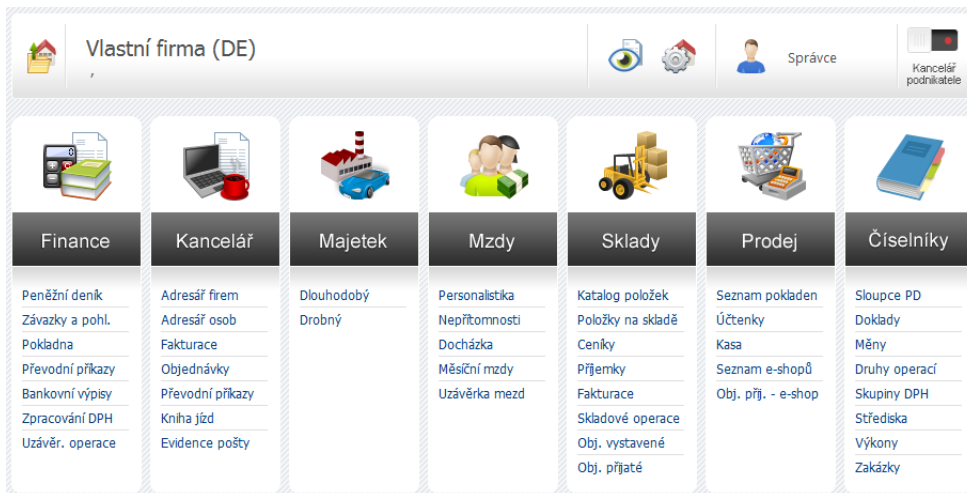 Vlastní firma (DE)
,
Správce
Kancelář
podnikatele
Finance
Peněžní deník
Závazky a pohl.
Pokladna
Převodní příkazy
Bankovní výpisy
Zpracování DPH
Uzávěr. operace
Kancelář
Adresář firem
Adresář osob
Fakturace
Objednávky
Převodní příkazy
Kniha jízd
Evidence pošty
Majetek
Dlouhodobý
Drobný
Mzdy
Personalistika
Nepřítomnosti
Docházka
Měsíční mzdy
Uzávěrka mezd
Sklady
Katalog položek
Položky na skladě
Ceníky
Příjemky
Fakturace
Skladové operace
Obj. vystavené
Obj. přijaté
Prodej
Seznam pokladen
Účtenky
Kasa
Seznam e-shopů
Obj. přij. - e-shop
Číselníky
Sloupce PD
Doklady
Měny
Druhy operací
Skupiny DPH
Střediska
Výkony
Zakázky